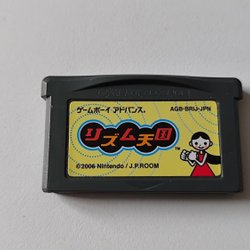 ゲームボーイ アドバンス. AGB-BRIJ-JPN
リズム天国
TM
©2006 Nintendo / J.P.ROOM